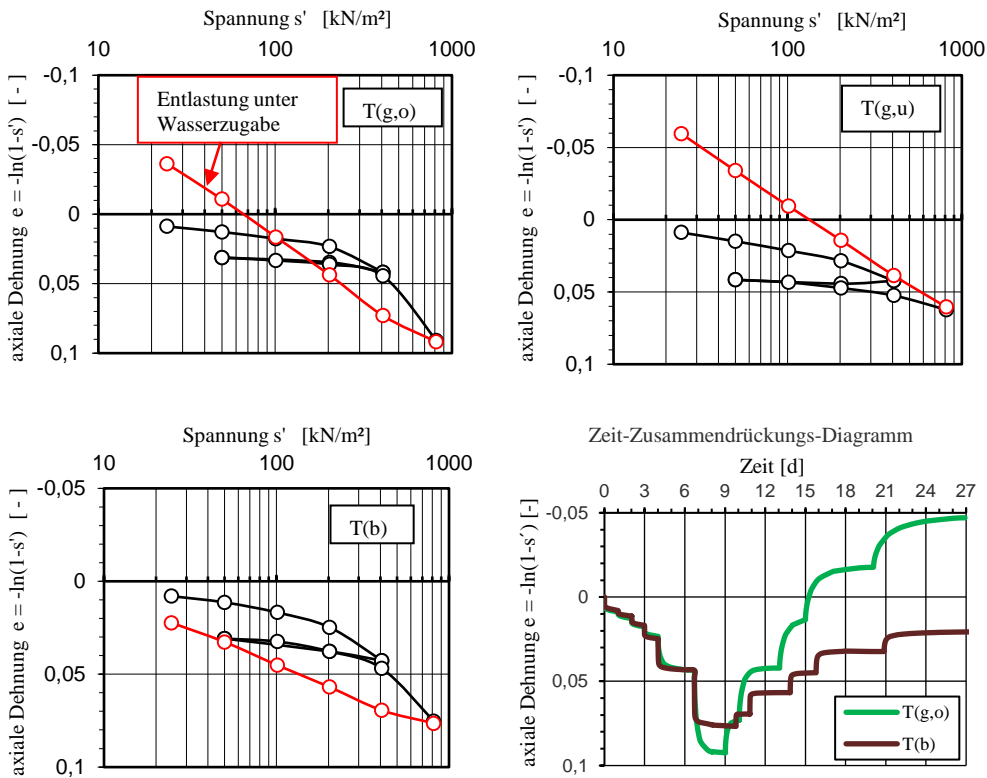 Spannung s' [kN/m²]
10 100 1000
-0,1
-0,05
0
0,05
0,1
axiale Dehnung e = -ln(1-s') [ - ]
Entlastung unter
Wasserzugabe
T(g,o)
Spannung s' [kN/m²]
10 100 1000
-0,1
-0,05
0
0,05
0,1
axiale Dehnung e = -ln(1-s') [ - ]
T(g,u)
Spannung s' [kN/m²]
10 100 1000
-0,05
0
0,05
0,1
axiale Dehnung e = -ln(1-s') [ - ]
T(b)
Zeit-Zusammendrückungs-Diagramm
Zeit [d]
0 3 6 9 12 15 18 21 24 27
-0,05
0
0,05
0,1
axiale Dehnung e = -ln(1-s´) [ - ]
T(g,o)
T(b)